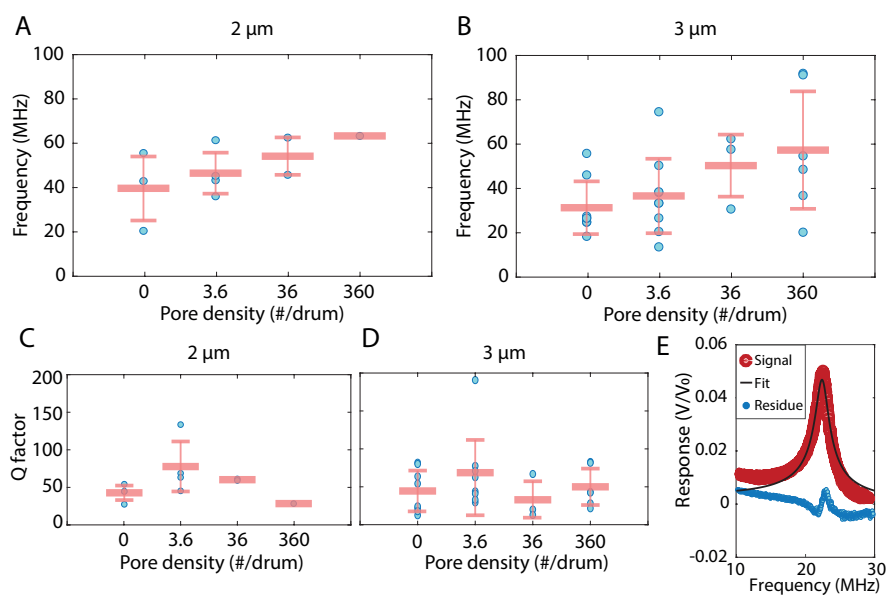 A
2 µm
Frequency (MHz)
100
80
60
40
20
0
0 3.6 36 360
Pore density (#/drum)
B
3 µm
Frequency (MHz)
100
80
60
40
20
0
0 3.6 36 360
Pore density (#/drum)
C
2 µm
Q factor
200
150
100
50
0
0 3.6 36 360
Pore density (#/drum)
D
3 µm
0 3.6 36 360
Pore density (#/drum)
E
Response (V/V₀)
0.06
0.04
0.02
0
-0.02
Signal
Fit
Residue
10 20 30
Frequency (MHz)